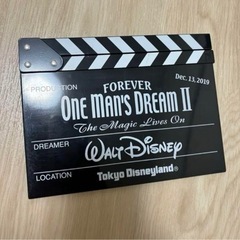 Dec. 13, 2019
PRODUCTION
FOREVER
ONE MAN'S DREAM II
The Magic Lives On
DREAMER
WALT DISNEY
LOCATION
Tokyo Disneyland®